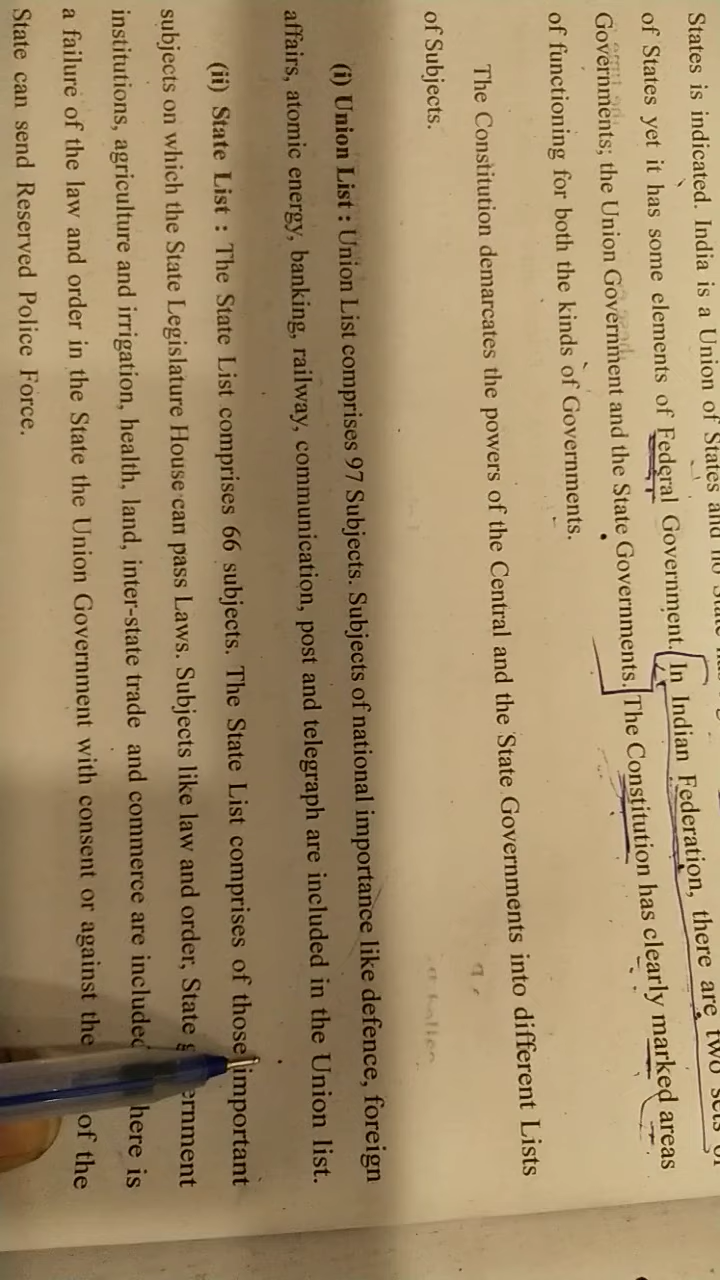 States is indicated. India is a Union of States and no
of States yet it has some elements of Federal Government. In Indian Federation, there are two sets of
Governments; the Union Government and the State Governments. The Constitution has clearly marked areas
of functioning for both the kinds of Governments.
The Constitution demarcates the powers of the Central and the State Governments into different Lists
of Subjects.
(i) Union List : Union List comprises 97 Subjects. Subjects of national importance like defence, foreign
affairs, atomic energy, banking, railway, communication, post and telegraph are included in the Union list.
(ii) State List : The State List comprises 66 subjects. The State List comprises of those important
subjects on which the State Legislature House can pass Laws. Subjects like law and order, State
institutions, agriculture and irrigation, health, land, inter-state trade and commerce are included here is
a failure of the law and order in the State the Union Government with consent or against the of the
State can send Reserved Police Force.